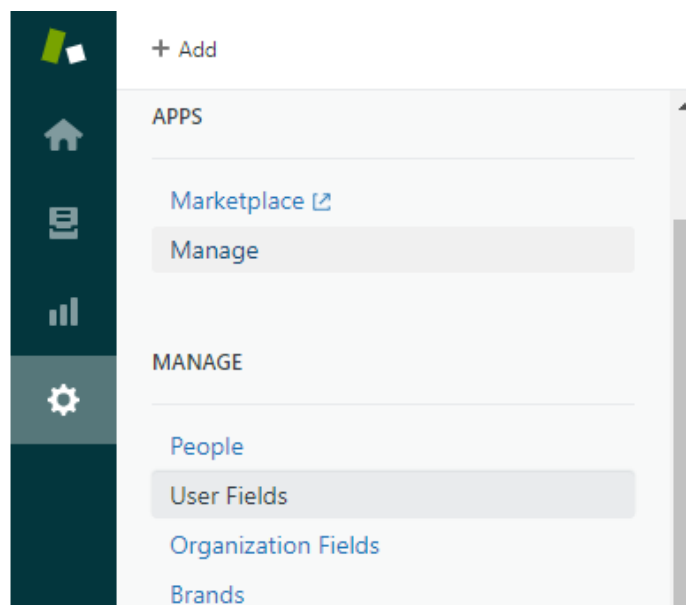 + Add
APPS
Marketplace
Manage
MANAGE
People
User Fields
Organization Fields
Brands